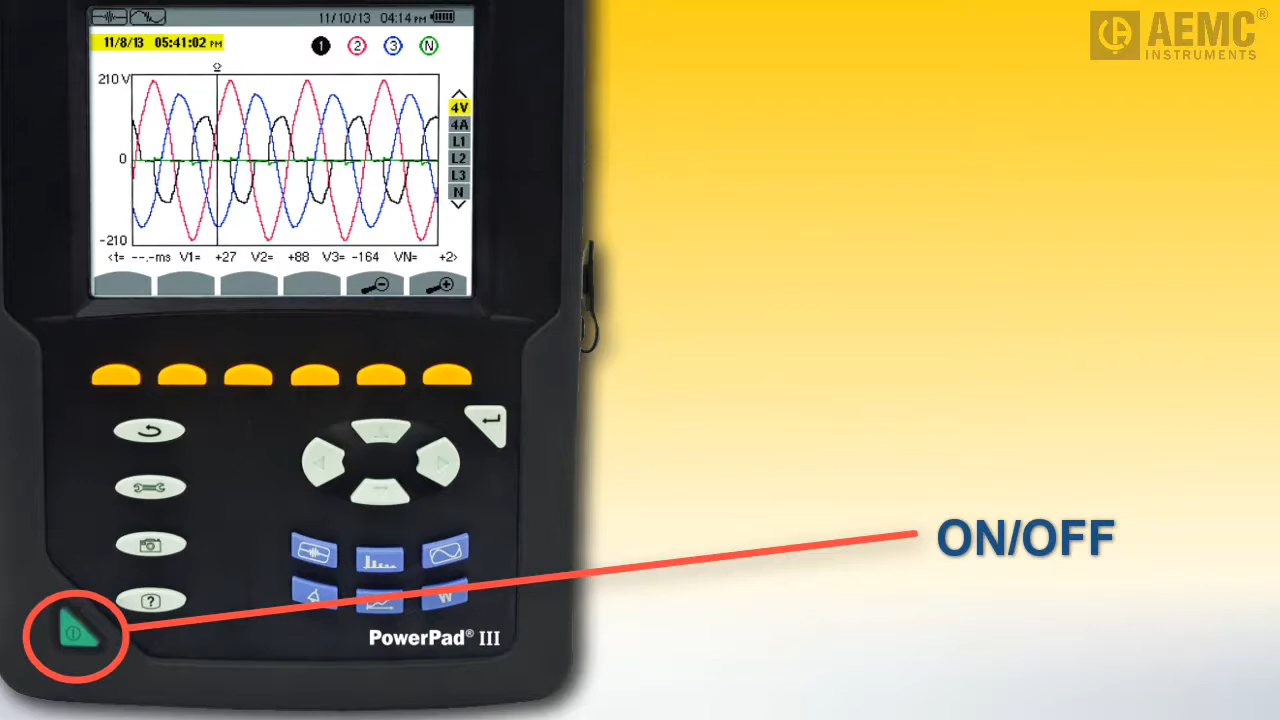 11/10/13 04:14 PM
11/8/13 05:41:02 PM
1 2 3 N
210 V
0
-210
4V
4A
L1
L2
L3
N
<t= --.-ms V1= +27 V2= +88 V3= -164 VN= +2>
?
W
PowerPad® III
ON/OFF
AEMC®
INSTRUMENTS